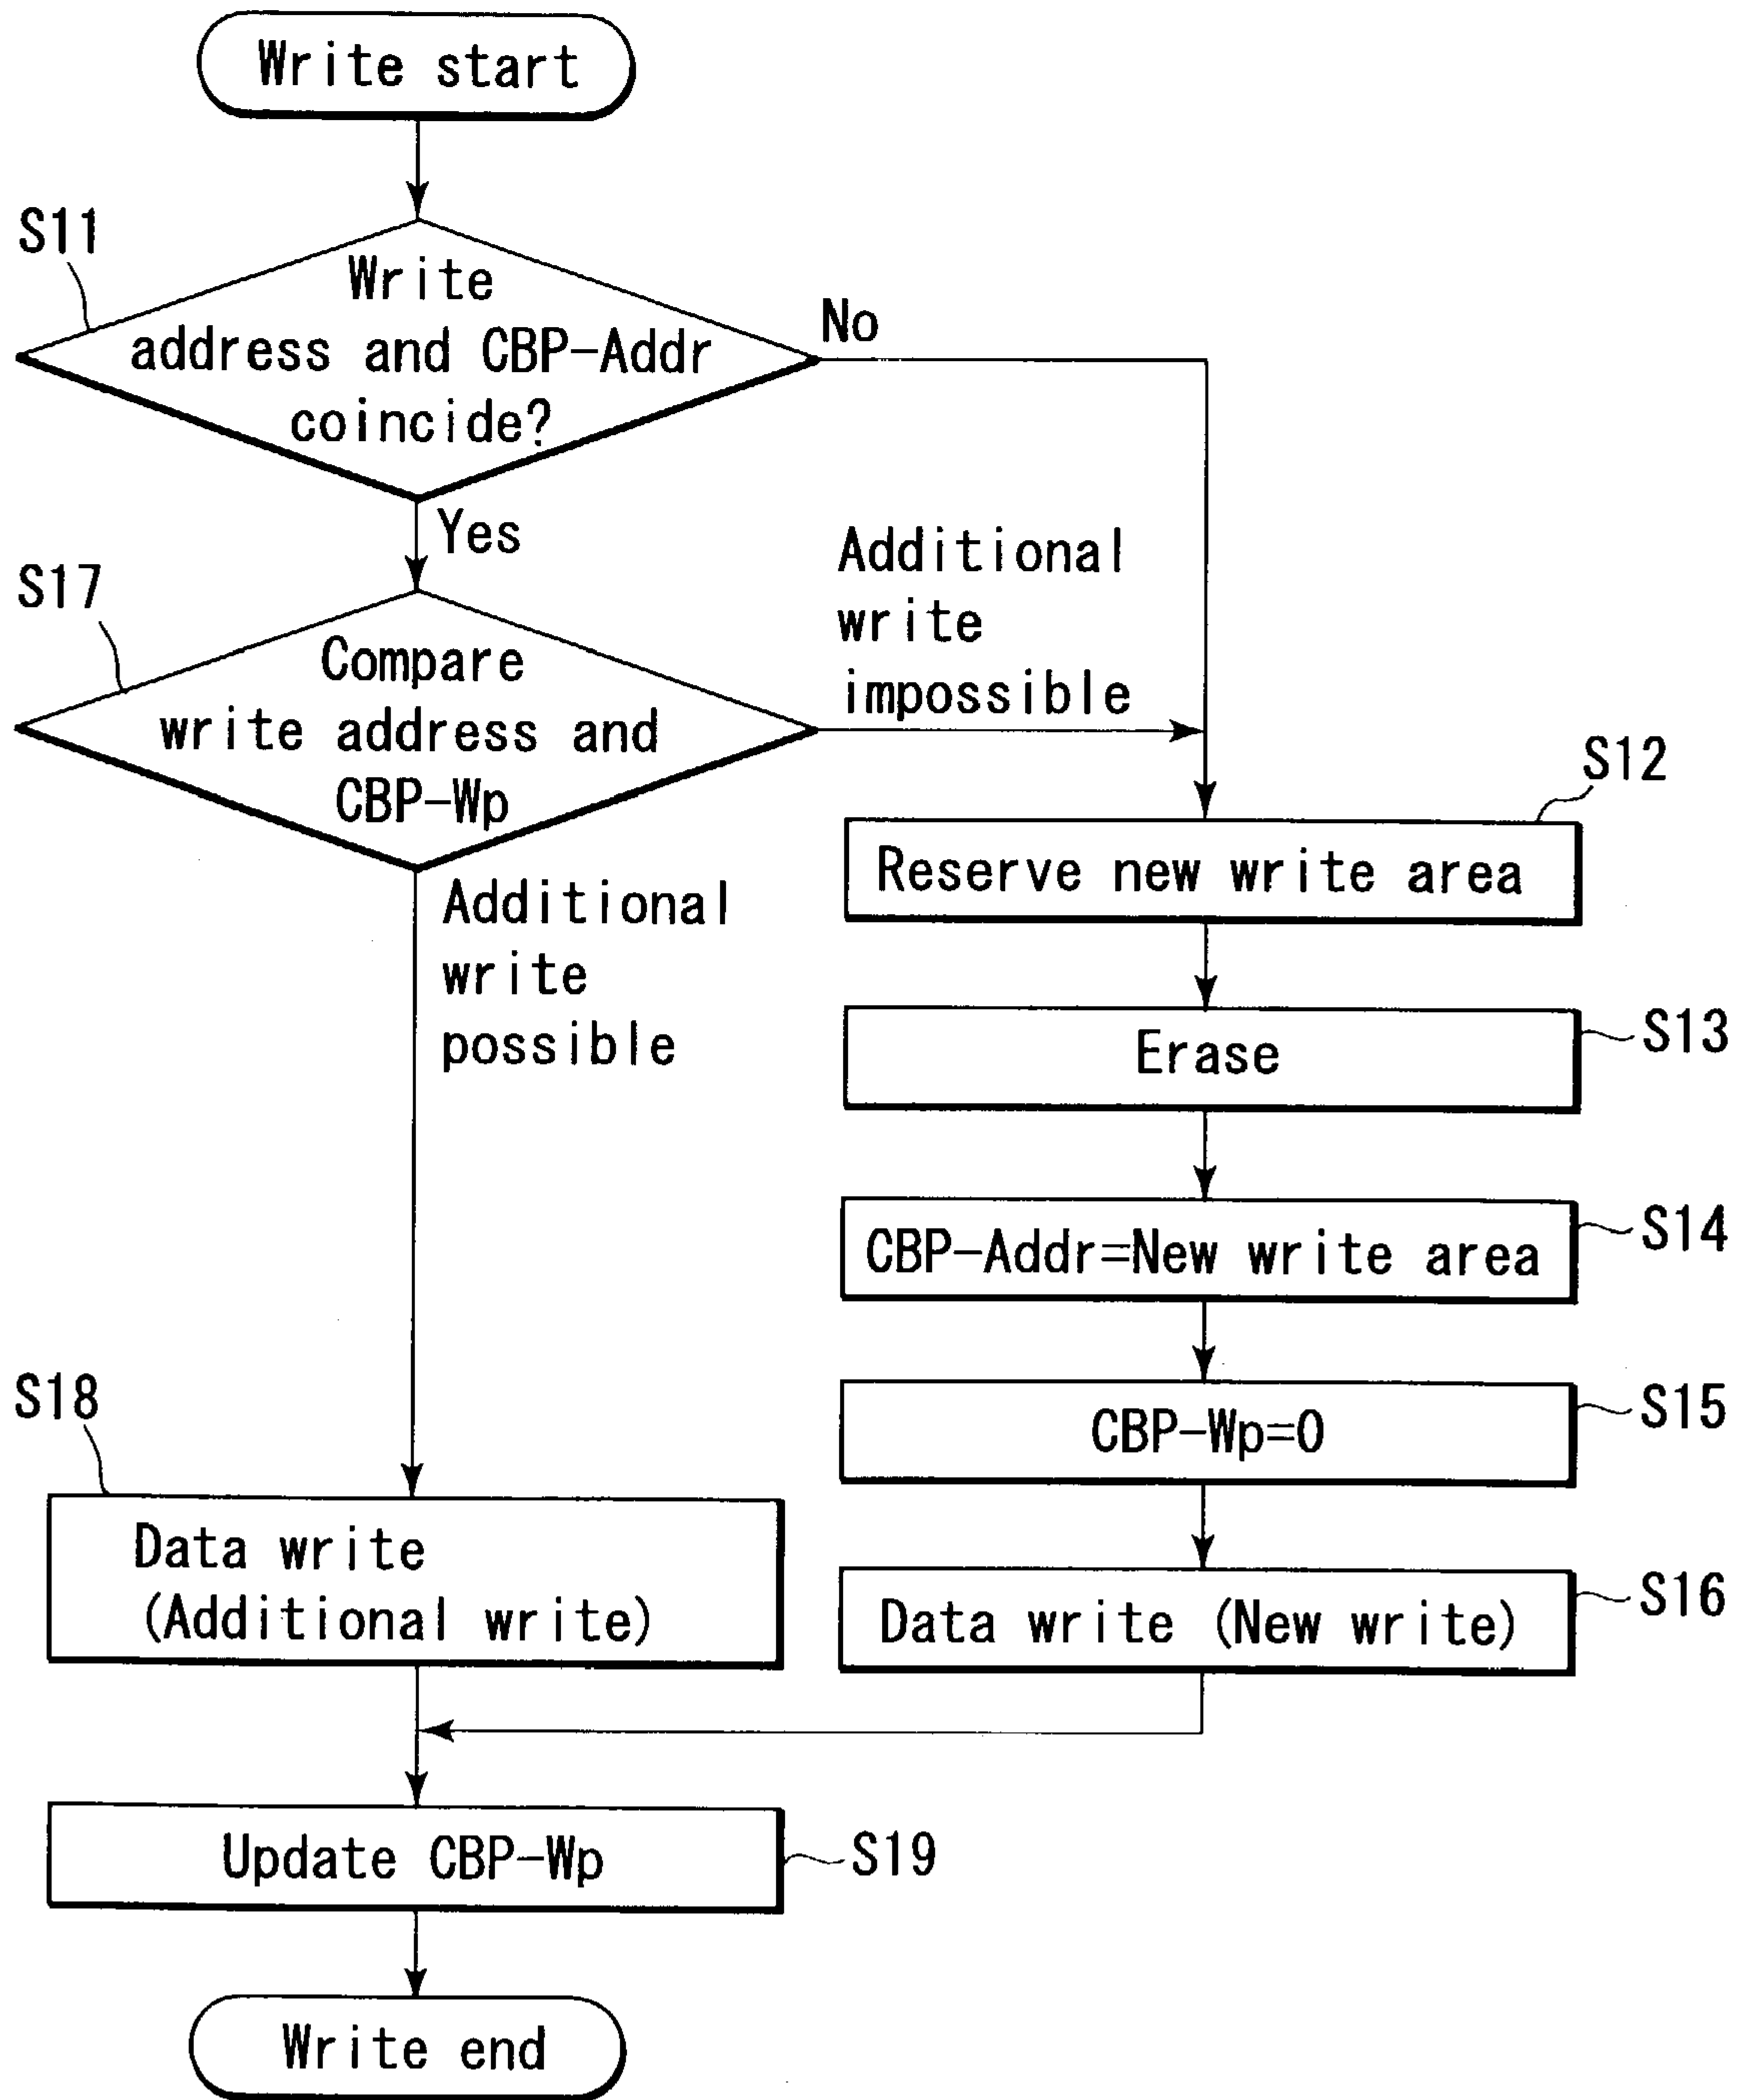 Write start
S11
Write
address and CBP-Addr
coincide?
No
Yes
S17
Compare
write address and
CBP-Wp
Additional
write
impossible
Additional
write
possible
S12
Reserve new write area
Erase
S13
CBP-Addr=New write area
S14
CBP-Wp=0
S15
S18
Data write
(Additional write)
Data write (New write)
S16
Update CBP-Wp
S19
Write end